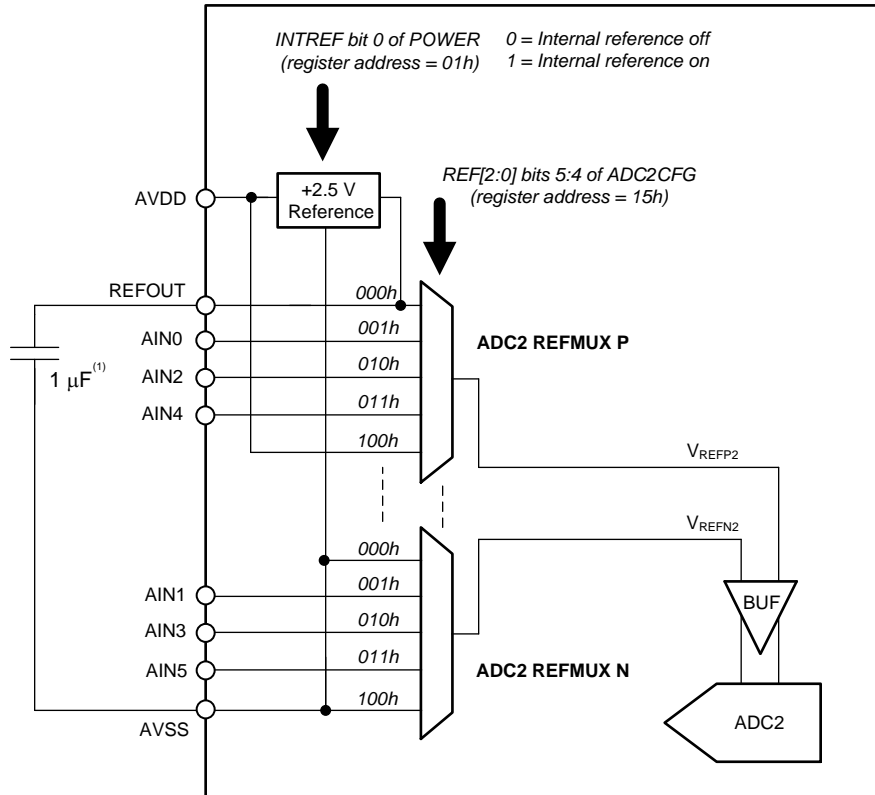 INTREF bit 0 of POWER
(register address = 01h)
0 = Internal reference off
1 = Internal reference on
REF[2:0] bits 5:4 of ADC2CFG
(register address = 15h)
AVDD
+2.5 V
Reference
REFOUT
000h
AIN0
001h
ADC2 REFMUX P
AIN2
010h
1 μF(1)
AIN4
011h
100h
VREFP2
VREFN2
000h
AIN1
001h
BUF
AIN3
010h
AIN5
011h
ADC2 REFMUX N
100h
AVSS
ADC2